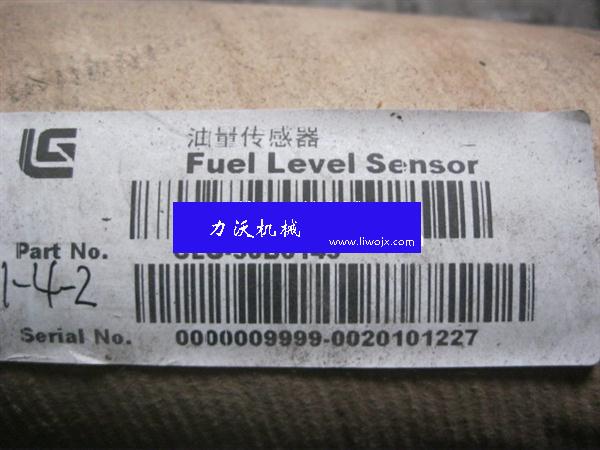 LG
油量传感器
Fuel Level Sensor
力沃机械
www.liwojx.com
Part No.
1-4-2
Serial No. 0000009999-0020101227